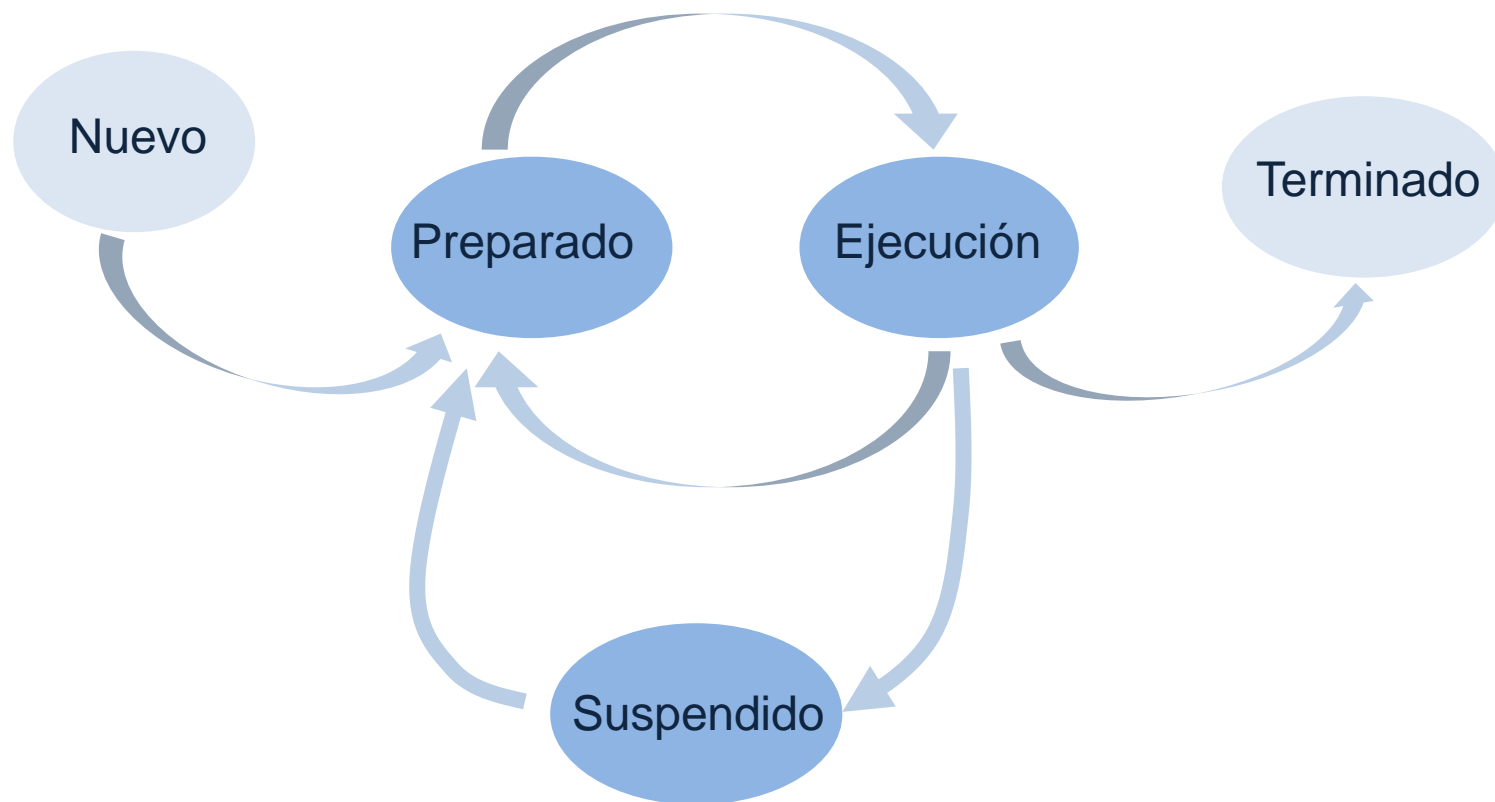 Nuevo
Preparado
Ejecución
Terminado
Suspendido